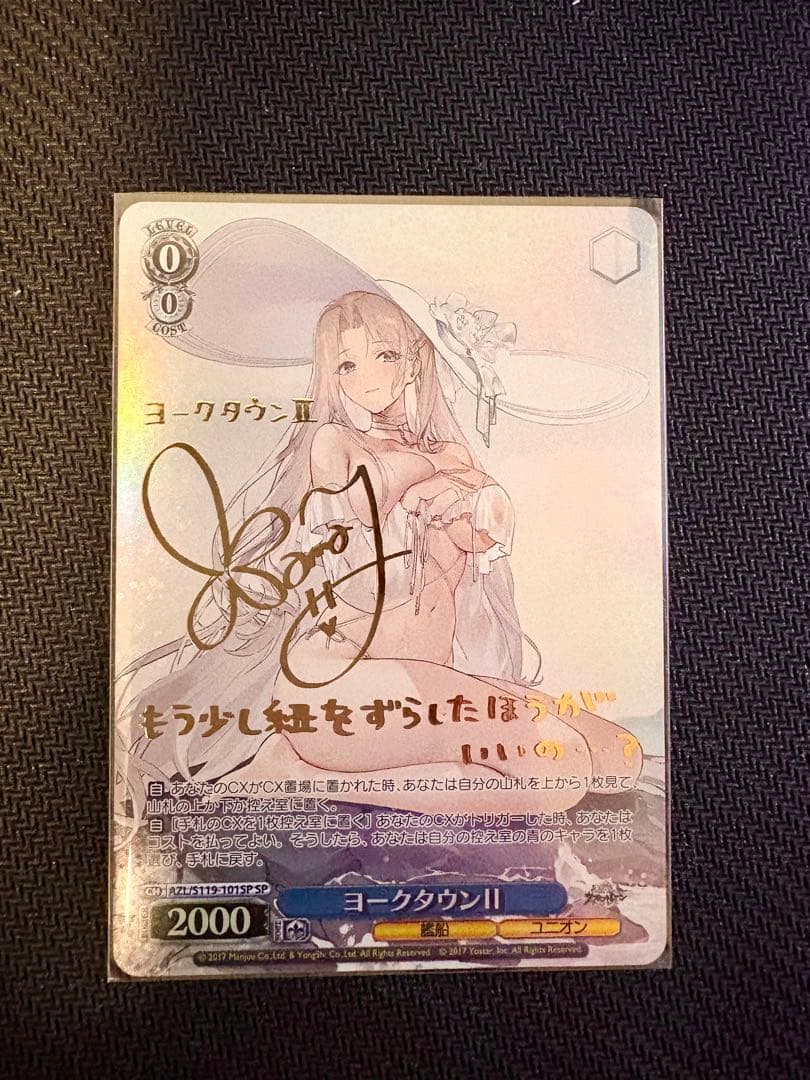 LEVEL
0
0
COST
ヨークタウンII
もう少し紐をずらしたほうが
いいの…?
自 あなたのCXがCX置場に置かれた時、あなたは自分の山札を上から1枚見て、
山札の上か下か控え室に置く。
自 [手札のCXを1枚控え室に置く] あなたのCXがトリガーした時、あなたは
コストを払ってよい。そうしたら、あなたは自分の控え室の青のキャラを1枚
選び、手札に戻す。
AZL/S119-101SP SP
ヨークタウンII
2000
艦船 ユニオン
© 2017 Manjuu Co.,Ltd. & YongShi Co.,Ltd. All Rights Reserved. © 2017 Yostar, Inc. All Rights Reserved.